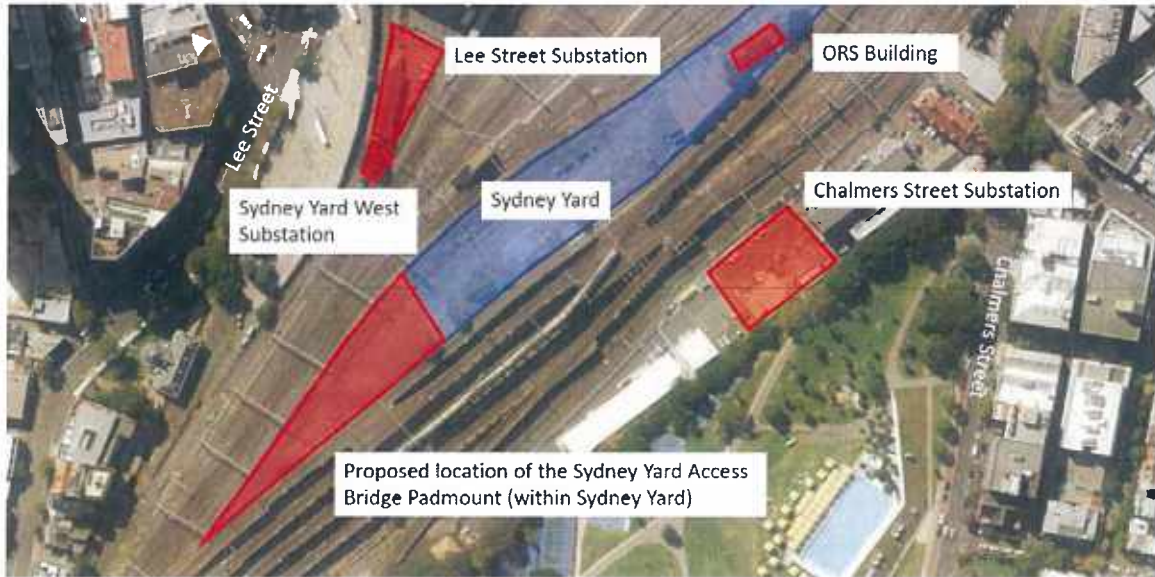 Lee Street Substation
ORS Building
Lee Street
Chalmers Street Substation
Sydney Yard West
Substation
Sydney Yard
Chalmers Street
Proposed location of the Sydney Yard Access
Bridge Padmount (within Sydney Yard)